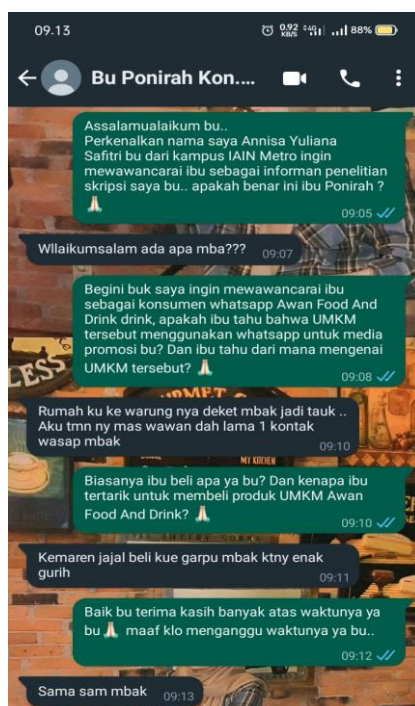 09.13
0.92 KB/S 4G 88%
Bu Ponirah Kon....
Assalamualaikum bu..
Perkenalkan nama saya Annisa Yuliana
Safitri bu dari kampus IAIN Metro ingin
mewawancarai ibu sebagai informan penelitian
skripsi saya bu.. apakah benar ini ibu Ponirah ?
🙏🏻
09:05
Wllaikumsalam ada apa mba???
09:07
Begini buk saya ingin mewawancarai ibu
sebagai konsumen whatsapp Awan Food And
Drink drink, apakah ibu tahu bahwa UMKM
tersebut menggunakan whatsapp untuk media
promosi bu? Dan ibu tahu dari mana mengenai
UMKM tersebut? 🙏🏻
09:08
LESS
Rumah ku ke warung nya deket mbak jadi tauk ..
Aku tmn ny mas wawan dah lama 1 kontak
wasap mbak
09:10
MY KITCHEN
Biasanya ibu beli apa ya bu? Dan kenapa ibu
tertarik untuk membeli produk UMKM Awan
Food And Drink? 🙏🏻
09:10
Kemaren jajal beli kue garpu mbak ktny enak
gurih
09:11
Baik bu terima kasih banyak atas waktunya ya
bu 🙏🏻 maaf klo menganggu waktunya ya bu..
09:12
Sama sam mbak
09:13